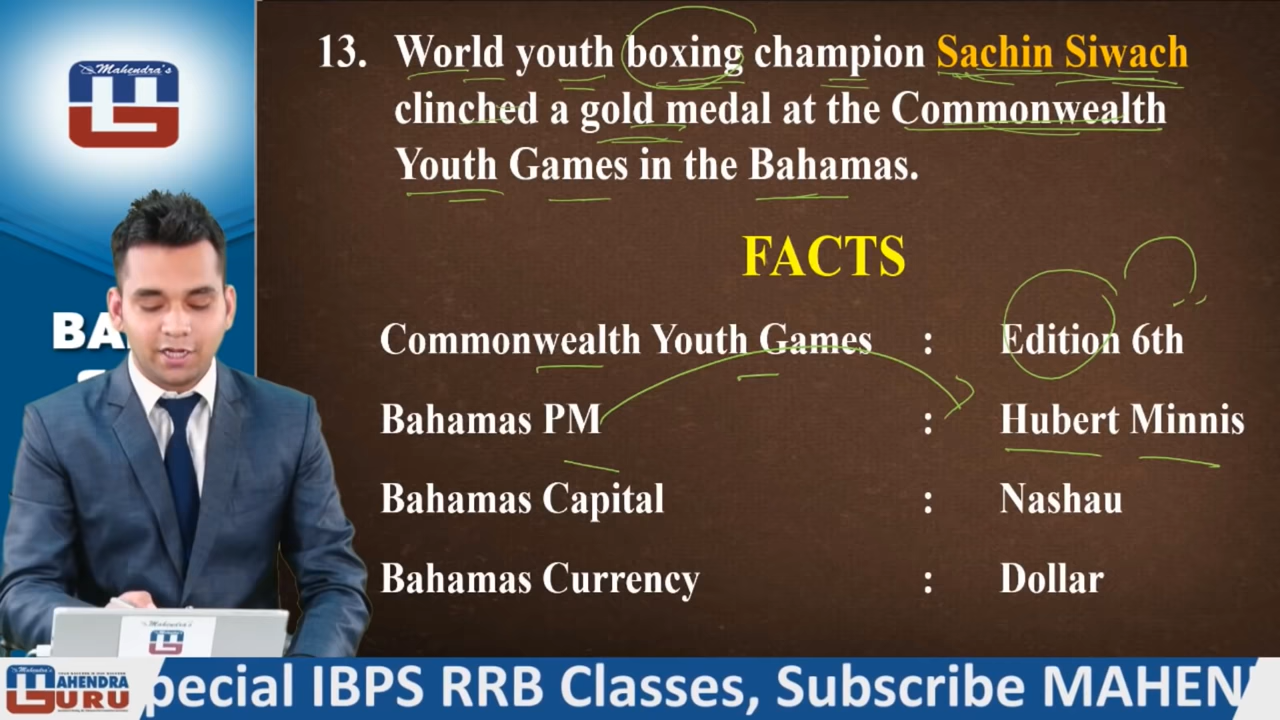 Mahendra's
13. World youth boxing champion Sachin Siwach
clinched a gold medal at the Commonwealth
Youth Games in the Bahamas.
FACTS
BA
Commonwealth Youth Games : Edition 6th
Bahamas PM : Hubert Minnis
Bahamas Capital : Nashau
Bahamas Currency : Dollar
Mahendra's
MAHENDRA
GURU
pecial IBPS RRB Classes, Subscribe MAHEN